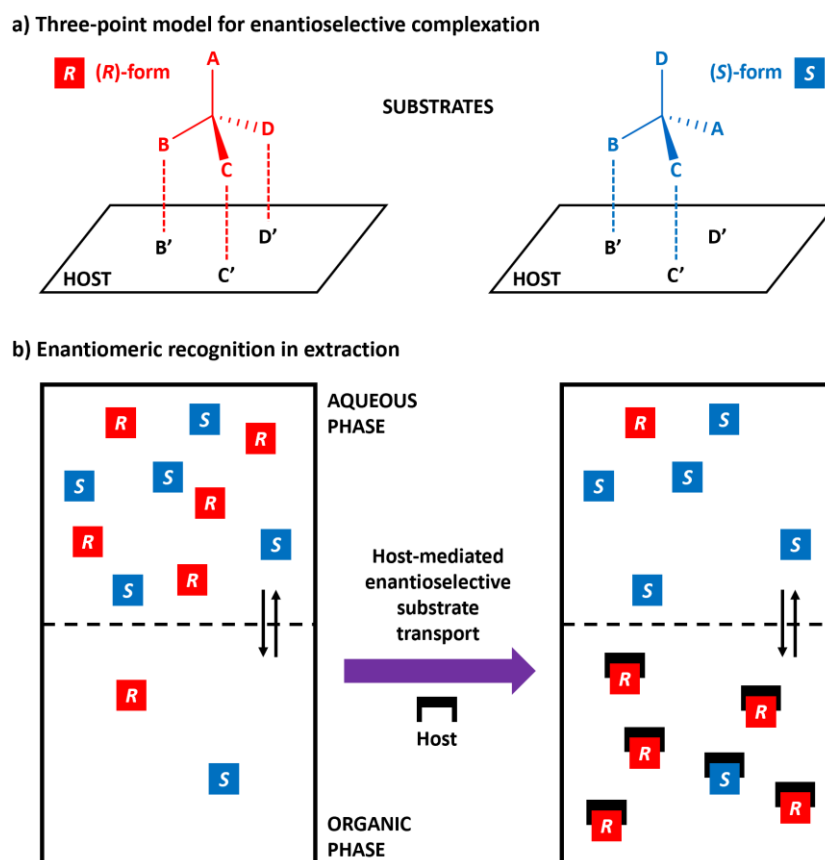 a) Three-point model for enantioselective complexation
R (R)-form
A
B
D
C
B'
D'
C'
HOST
SUBSTRATES
(S)-form S
D
B
A
C
B'
D'
C'
HOST
b) Enantiomeric recognition in extraction
AQUEOUS
PHASE
R
S
R
S
S
R
R
S
S
R
R
S
ORGANIC
PHASE
Host-mediated
enantioselective
substrate
transport
Host
R
S
S
S
S
S
R
R
R
S
R
R